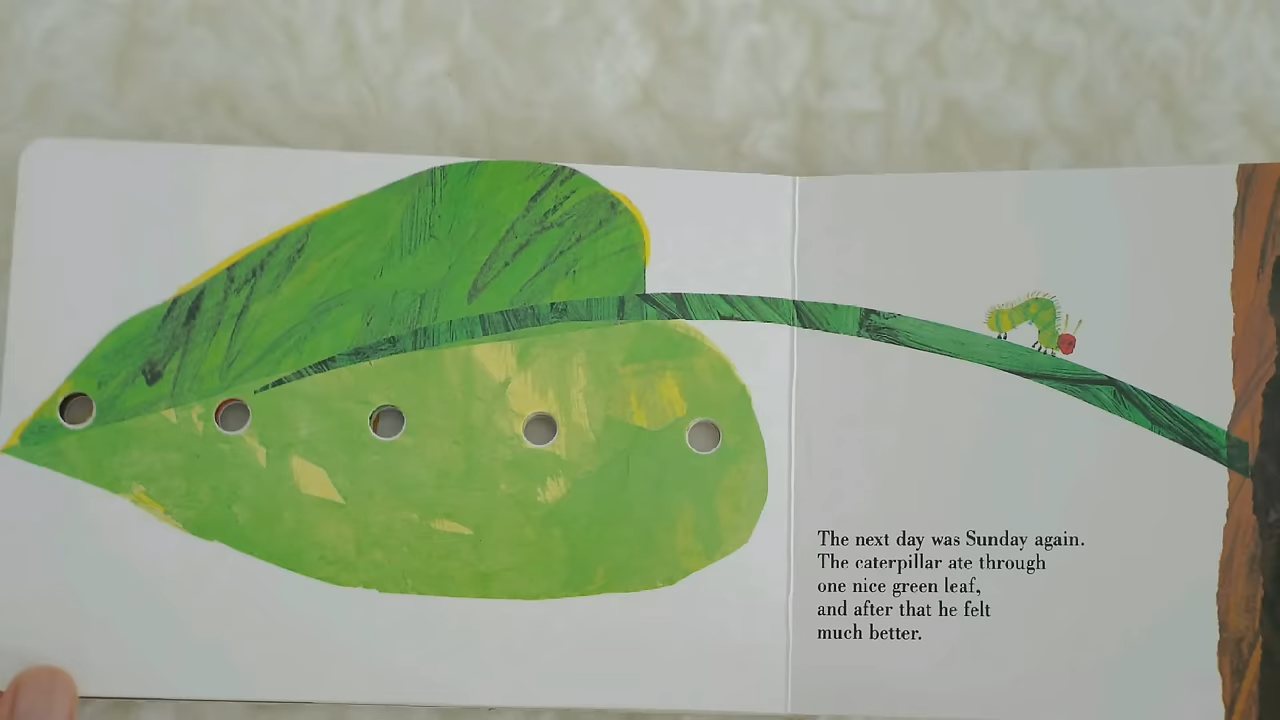 The next day was Sunday again.
The caterpillar ate through
one nice green leaf,
and after that he felt
much better.